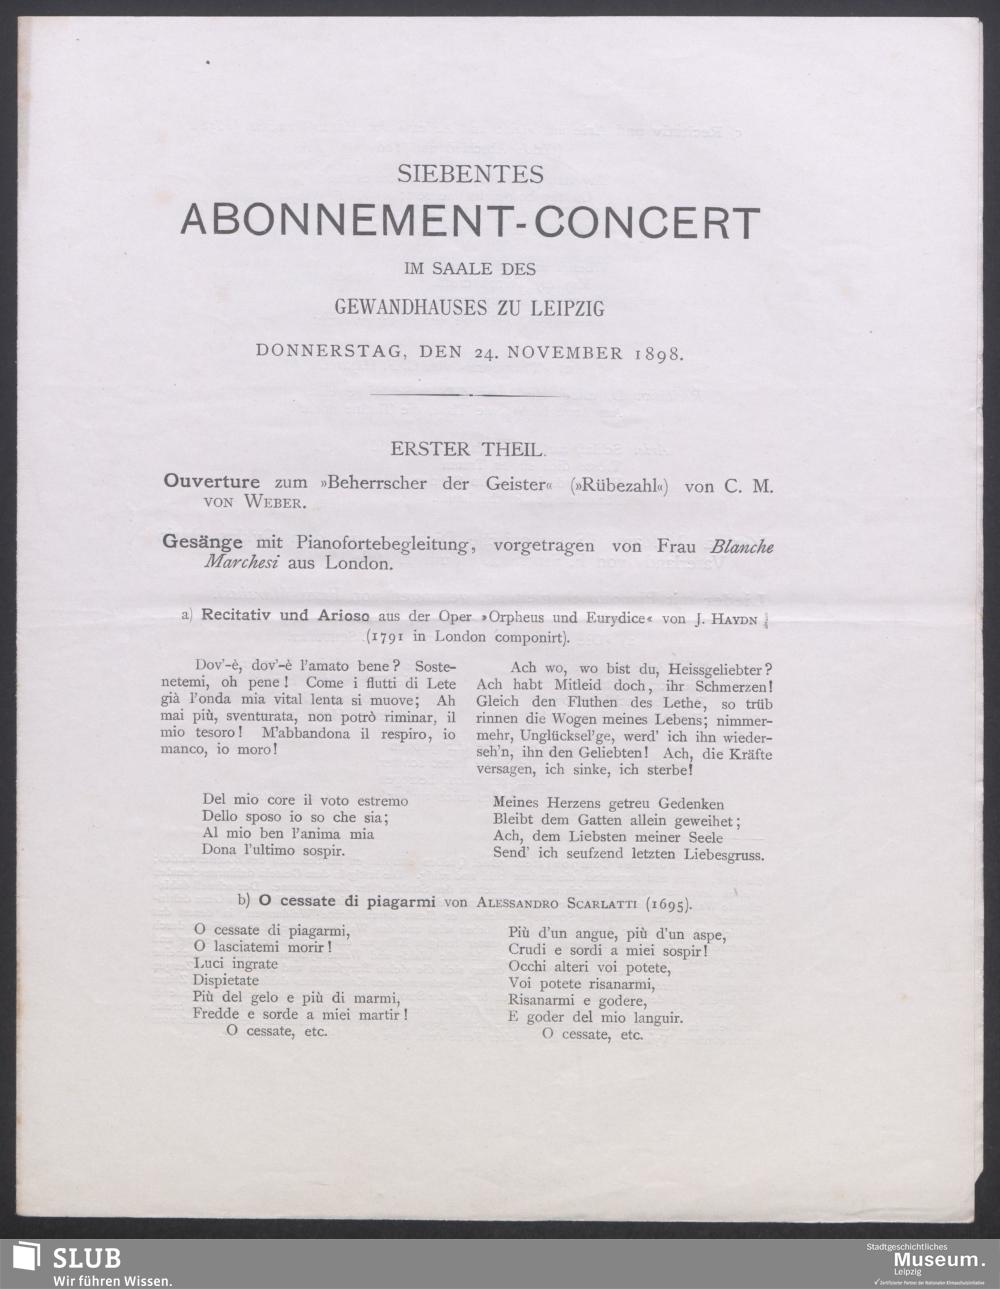 SIEBENTES
ABONNEMENT-CONCERT
IM SAALE DES
GEWANDHAUSES ZU LEIPZIG
DONNERSTAG, DEN 24. NOVEMBER 1898.
ERSTER THEIL.
Ouverture zum »Beherrscher der Geister« (»Rübezahl«) von C. M.
VON WEBER.
Gesänge mit Pianofortebegleitung, vorgetragen von Frau Blanche
Marchesi aus London.
a) Recitativ und Arioso aus der Oper »Orpheus und Eurydice« von J. HAYDN
(1791 in London componirt).
Dov'-è, dov'-è l'amato bene? Soste-
netemi, oh pene! Come i flutti di Lete
già l'onda mia vital lenta si muove; Ah
mai più, sventurata, non potrò riminar, il
mio tesoro! M'abbandona il respiro, io
manco, io moro!
Ach wo, wo bist du, Heissgeliebter?
Ach habt Mitleid doch, ihr Schmerzen!
Gleich den Fluthen des Lethe, so trüb
rinnen die Wogen meines Lebens; nimmer-
mehr, Unglücksel'ge, werd' ich ihn wieder-
seh'n, ihn den Geliebten! Ach, die Kräfte
versagen, ich sinke, ich sterbe!
Del mio core il voto estremo
Dello sposo io so che sia;
Al mio ben l'anima mia
Dona l'ultimo sospir.
Meines Herzens getreu Gedenken
Bleibt dem Gatten allein geweihet;
Ach, dem Liebsten meiner Seele
Send' ich seufzend letzten Liebesgruss.
b) O cessate di piagarmi von ALESSANDRO SCARLATTI (1695).
O cessate di piagarmi,
O lasciatemi morir!
Luci ingrate
Dispietate
Più del gelo e più di marmi,
Fredde e sorde a miei martir!
O cessate, etc.
Più d'un angue, più d'un aspe,
Crudi e sordi a miei sospir!
Occhi alteri voi potete,
Voi potete risanarmi,
Risanarmi e godere,
E goder del mio languir.
O cessate, etc.
SLUB
Wir führen Wissen.
Stadtgeschichtliches
Museum.
Leipzig
Zertifizierter Partner der Nationalen Klimaschutzinitiative